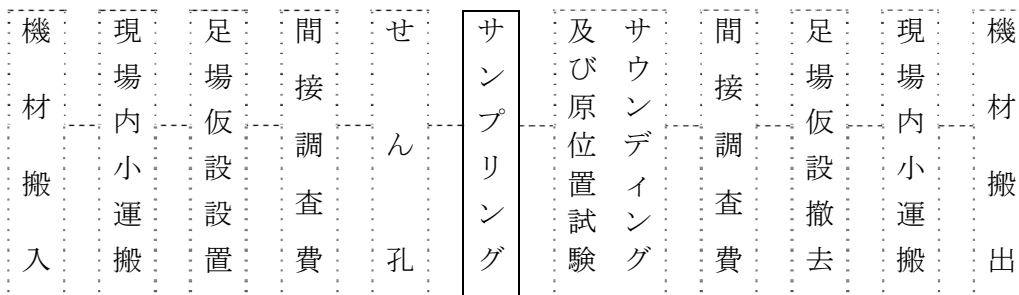 機材搬入
現場内小運搬
足場仮設設置
間接調査費
せん孔
サンプリング
サウンディング
及び原位置試験
間接調査費
足場仮設撤去
現場内小運搬
機材搬出